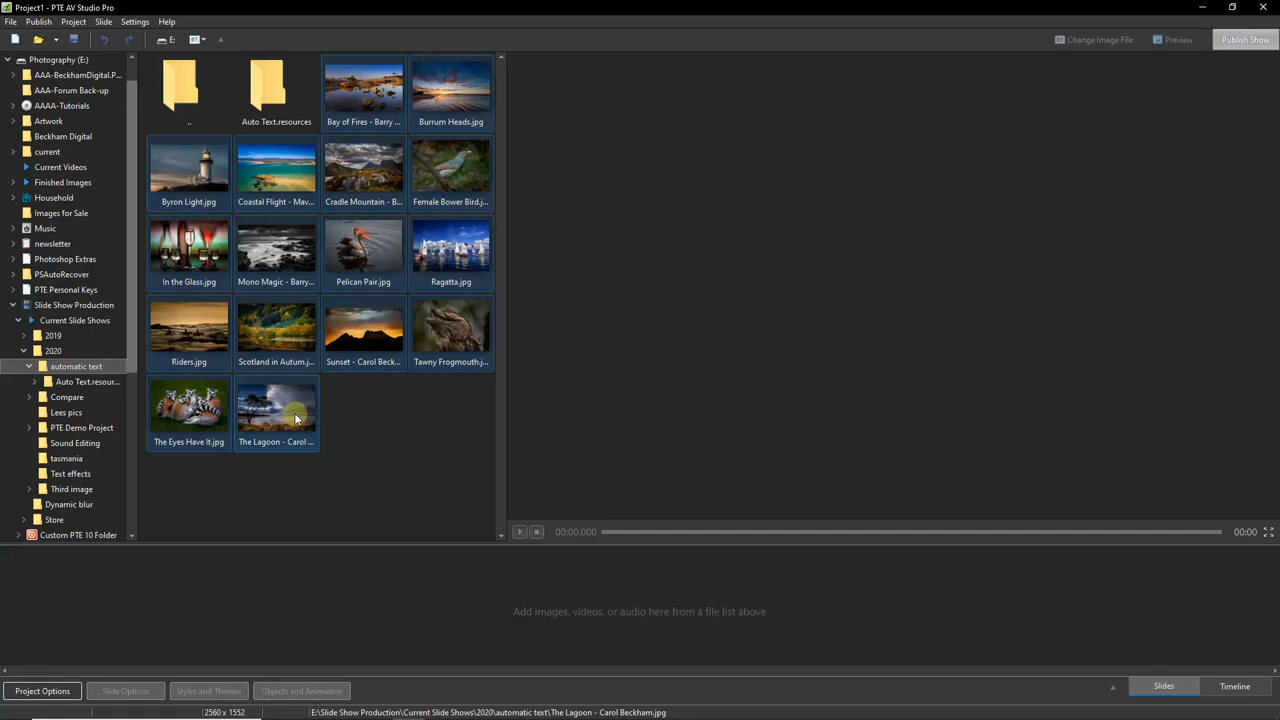 Project1 - PTE AV Studio Pro
File Publish Project Slide Settings Help
E:
Change Image File Preview Publish Show
Photography (E:)
AAA-BeckhamDigital.P...
AAA-Forum Back-up
AAAA-Tutorials
Artwork
Beckham Digital
current
Current Videos
Finished Images
Household
Images for Sale
Music
newsletter
Photoshop Extras
PSAutoRecover
PTE Personal Keys
Slide Show Production
Current Slide Shows
2019
2020
automatic text
Auto Text.resour...
Compare
Lees pics
PTE Demo Project
Sound Editing
tasmania
Text effects
Third image
Dynamic blur
Store
Custom PTE 10 Folder
.. Auto Text.resources Bay of Fires - Barry ... Burrum Heads.jpg
Byron Light.jpg Coastal Flight - Mav... Cradle Mountain - B... Female Bower Bird.j...
In the Glass.jpg Mono Magic - Barry... Pelican Pair.jpg Ragatta.jpg
Riders.jpg Scotland in Autum.j... Sunset - Carol Beck... Tawny Frogmouth.j...
The Eyes Have It.jpg The Lagoon - Carol ...
00:00.000 00:00
Add images, videos, or audio here from a file list above
Project Options Slide Options Styles and Themes Objects and Animation Slides Timeline
2560 x 1552 E:\Slide Show Production\Current Slide Shows\2020\automatic text\The Lagoon - Carol Beckham.jpg